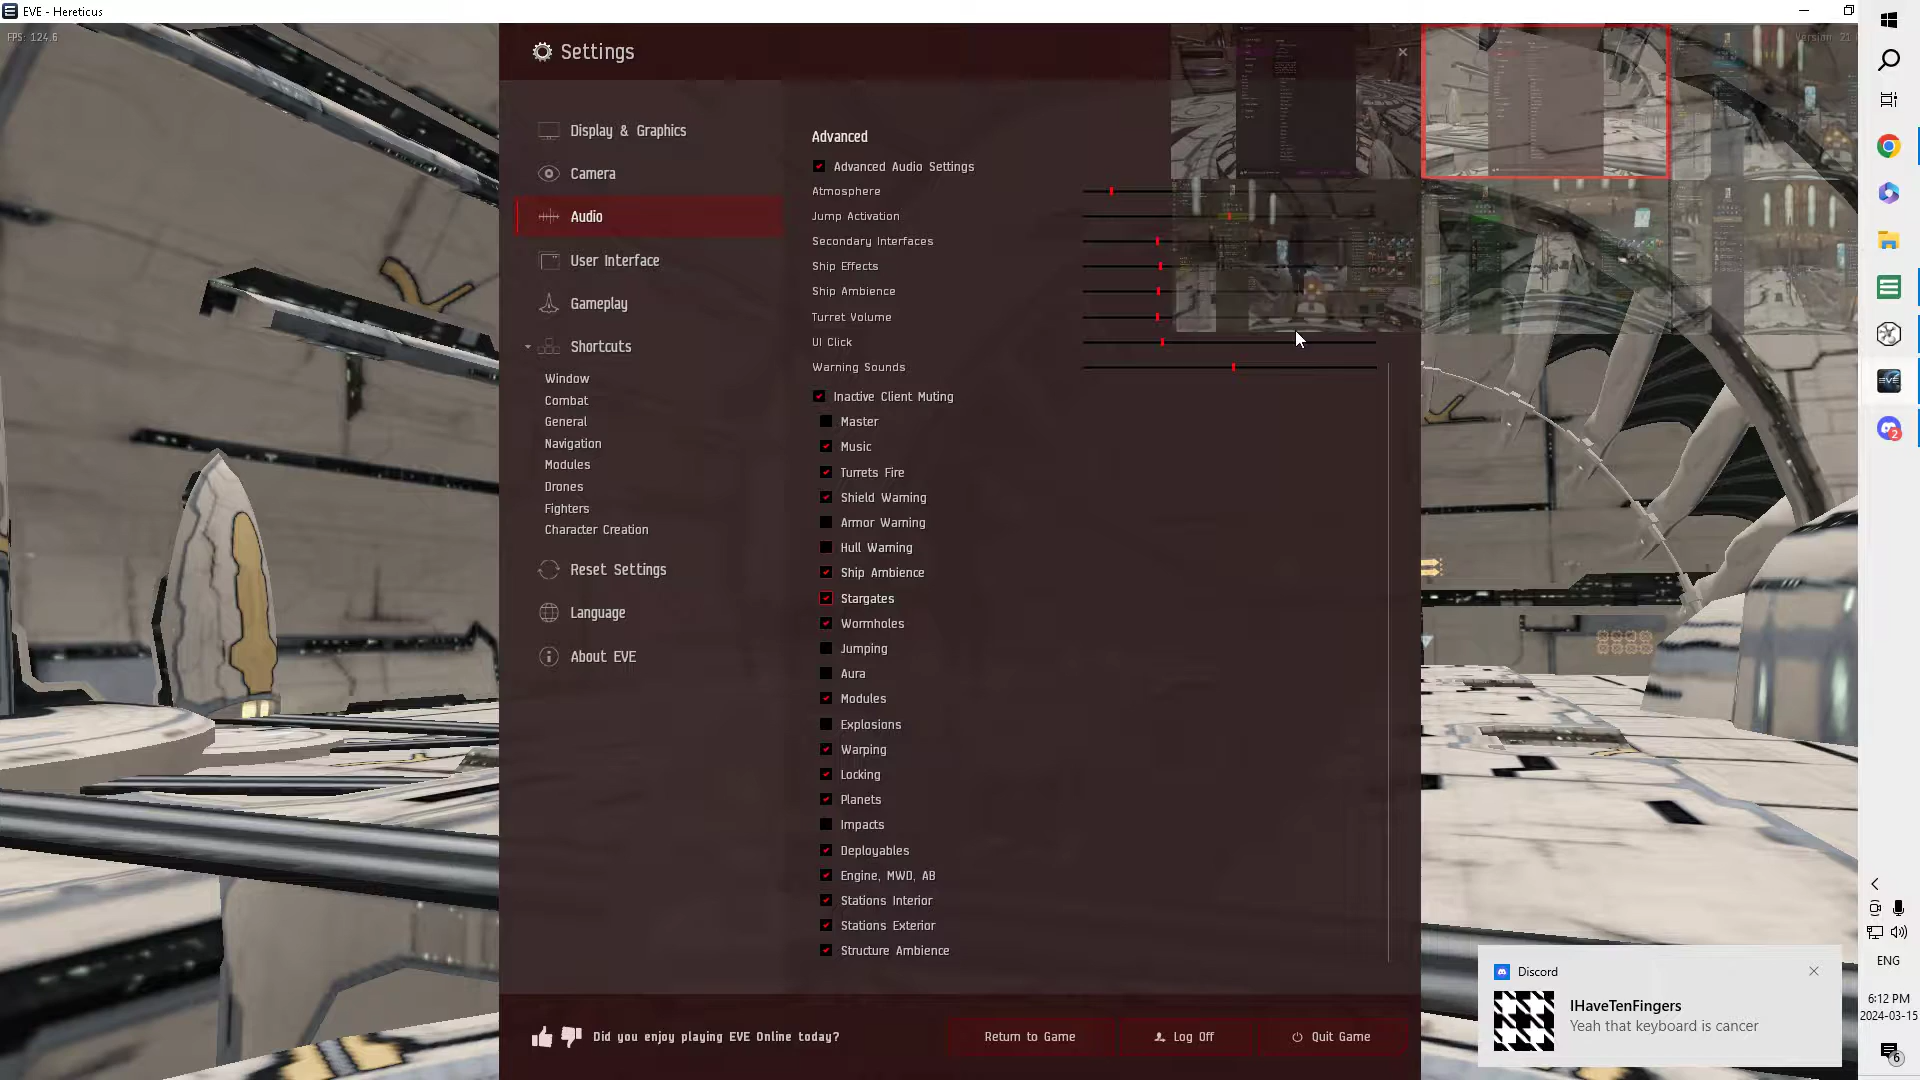 EVE - Hereticus
FPS: 124.6
Version: 21
Settings
Display & Graphics
Camera
Audio
User Interface
Gameplay
Shortcuts
Window
Combat
General
Navigation
Modules
Drones
Fighters
Character Creation
Reset Settings
Language
About EVE
Advanced
Advanced Audio Settings
Atmosphere
Jump Activation
Secondary Interfaces
Ship Effects
Ship Ambience
Turret Volume
UI Click
Warning Sounds
Inactive Client Muting
Master
Music
Turrets Fire
Shield Warning
Armor Warning
Hull Warning
Ship Ambience
Stargates
Wormholes
Jumping
Aura
Modules
Explosions
Warping
Locking
Planets
Impacts
Deployables
Engine, MWD, AB
Stations Interior
Stations Exterior
Structure Ambience
Did you enjoy playing EVE Online today?
Return to Game
Log Off
Quit Game
EVE
2
ENG
6:12 PM
2024-03-15
6
Discord
IHaveTenFingers
Yeah that keyboard is cancer